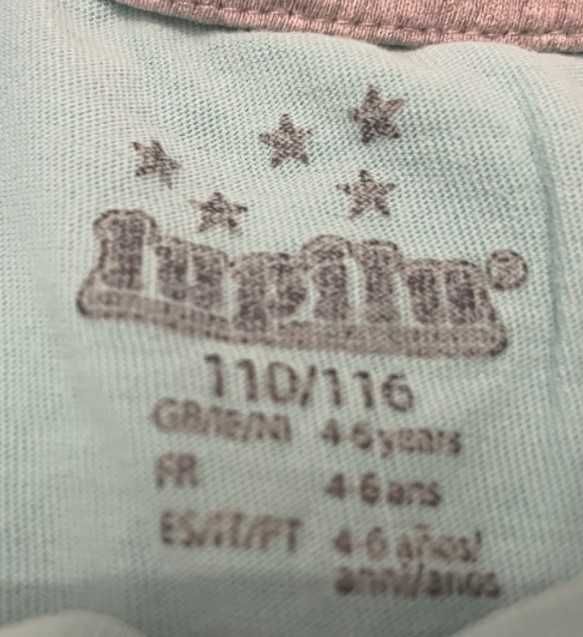 lupilu®
110/116
GB/IE/NI 4-6 years
FR 4-6 ans
ES/IT/PT 4-6 años/
anni/anos